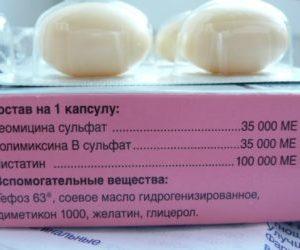 остав на 1 капсулу:
еомицина сульфат ........ 35 000 МЕ
олимиксина В сульфат ........ 35 000 МЕ
истатин ........ 100 000 МЕ
Вспомогательные вещества:
ефоз 63®, соевое масло гидрогенизированное,
диметикон 1000, желатин, глицерол.